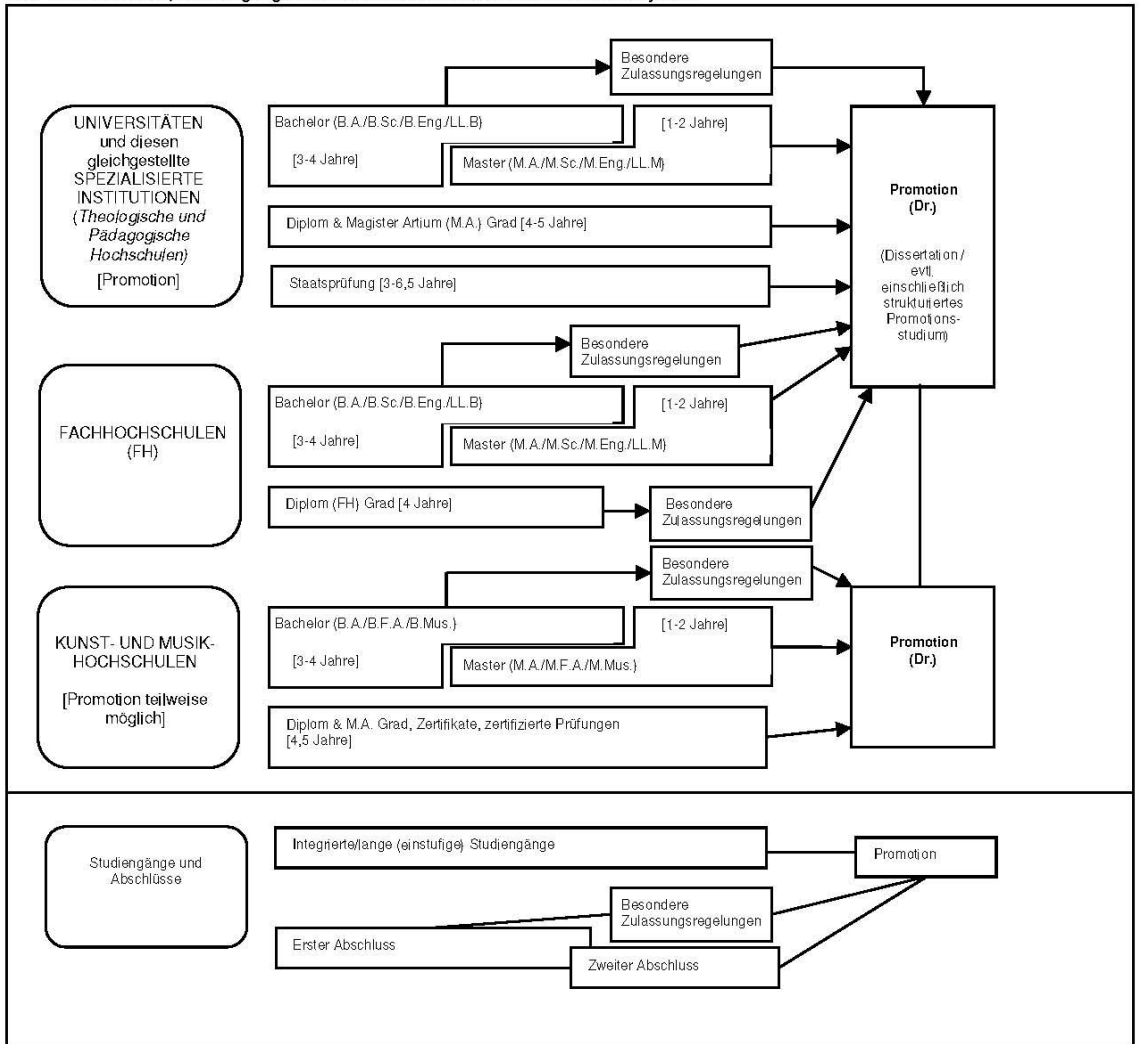 Besondere
Zulassungsregelungen
UNIVERSITÄTEN
und diesen
gleichgestellte
SPEZIALISIERTE
INSTITUTIONEN
(Theologische und
Pädagogische
Hochschulen)
[Promotion]
Bachelor (B.A./B.Sc./B.Eng./LL.B)
[3-4 Jahre]
[1-2 Jahre]
Master (M.A./M.Sc./M.Eng./LL.M)
Diplom & Magister Artium (M.A.) Grad [4-5 Jahre]
Staatsprüfung [3-6,5 Jahre]
Promotion
(Dr.)
(Dissertation /
evtl.
einschließlich
strukturiertes
Promotions-
studium)
Besondere
Zulassungsregelungen
FACHHOCHSCHULEN
(FH)
Bachelor (B.A./B.Sc./B.Eng./LL.B)
[3-4 Jahre]
[1-2 Jahre]
Master (M.A./M.Sc./M.Eng./LL.M)
Diplom (FH) Grad [4 Jahre]
Besondere
Zulassungsregelungen
Besondere
Zulassungsregelungen
KUNST- UND MUSIK-
HOCHSCHULEN
[Promotion teilweise
möglich]
Bachelor (B.A./B.F.A./B.Mus.)
[3-4 Jahre]
[1-2 Jahre]
Master (M.A./M.F.A./M.Mus.)
Diplom & M.A. Grad, Zertifikate, zertifizierte Prüfungen
[4,5 Jahre]
Promotion
(Dr.)
Studiengänge und
Abschlüsse
Integrierte/lange (einstufige) Studiengänge
Promotion
Besondere
Zulassungsregelungen
Erster Abschluss
Zweiter Abschluss